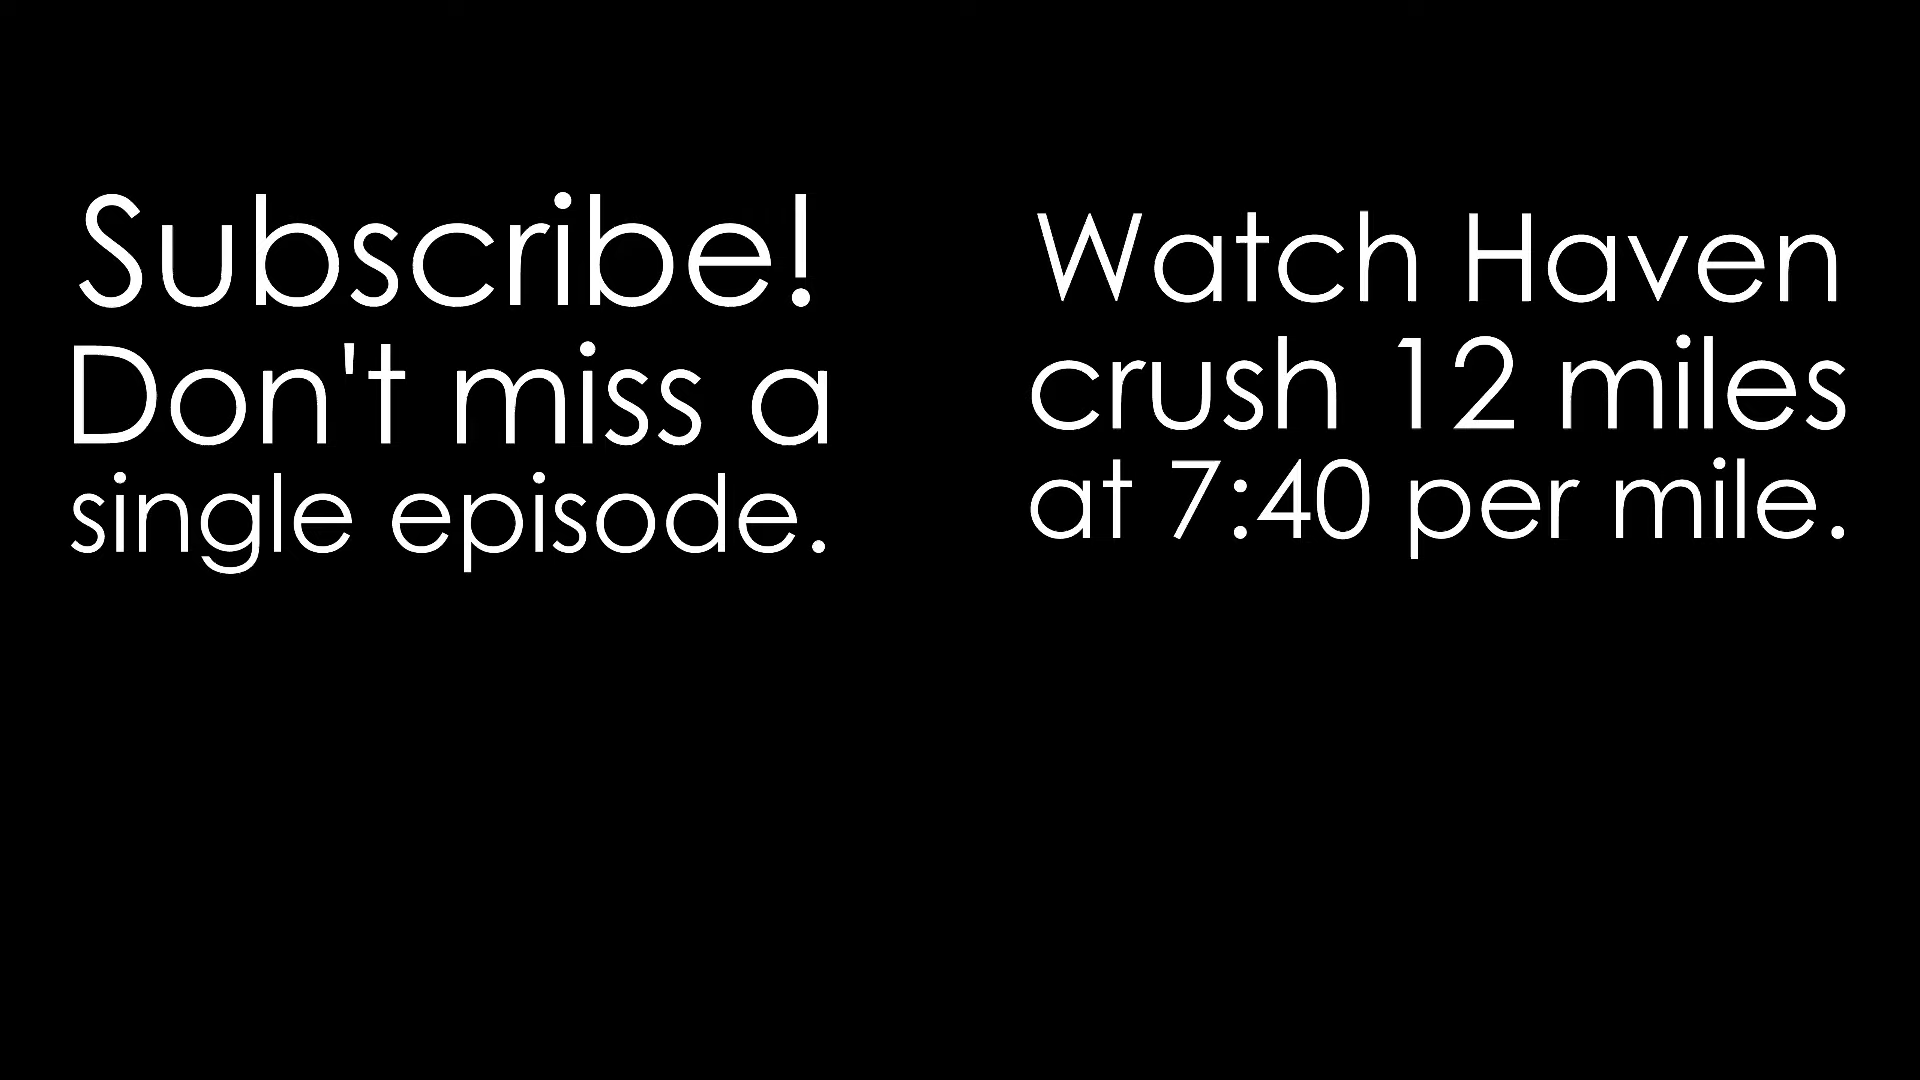 Subscribe!
Don't miss a
single episode.
Watch Haven
crush 12 miles
at 7:40 per mile.